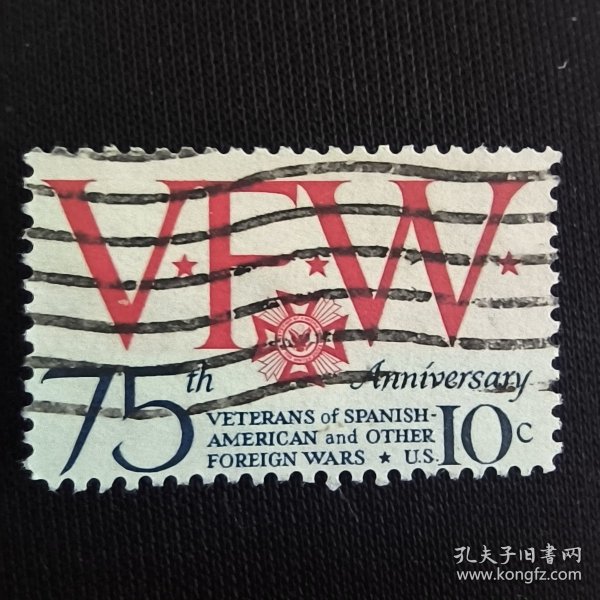 V★F★W★
75th Anniversary
VETERANS of SPANISH-
AMERICAN and OTHER
FOREIGN WARS ★ U.S. 10c
孔夫子旧书网
www.kongfz.com